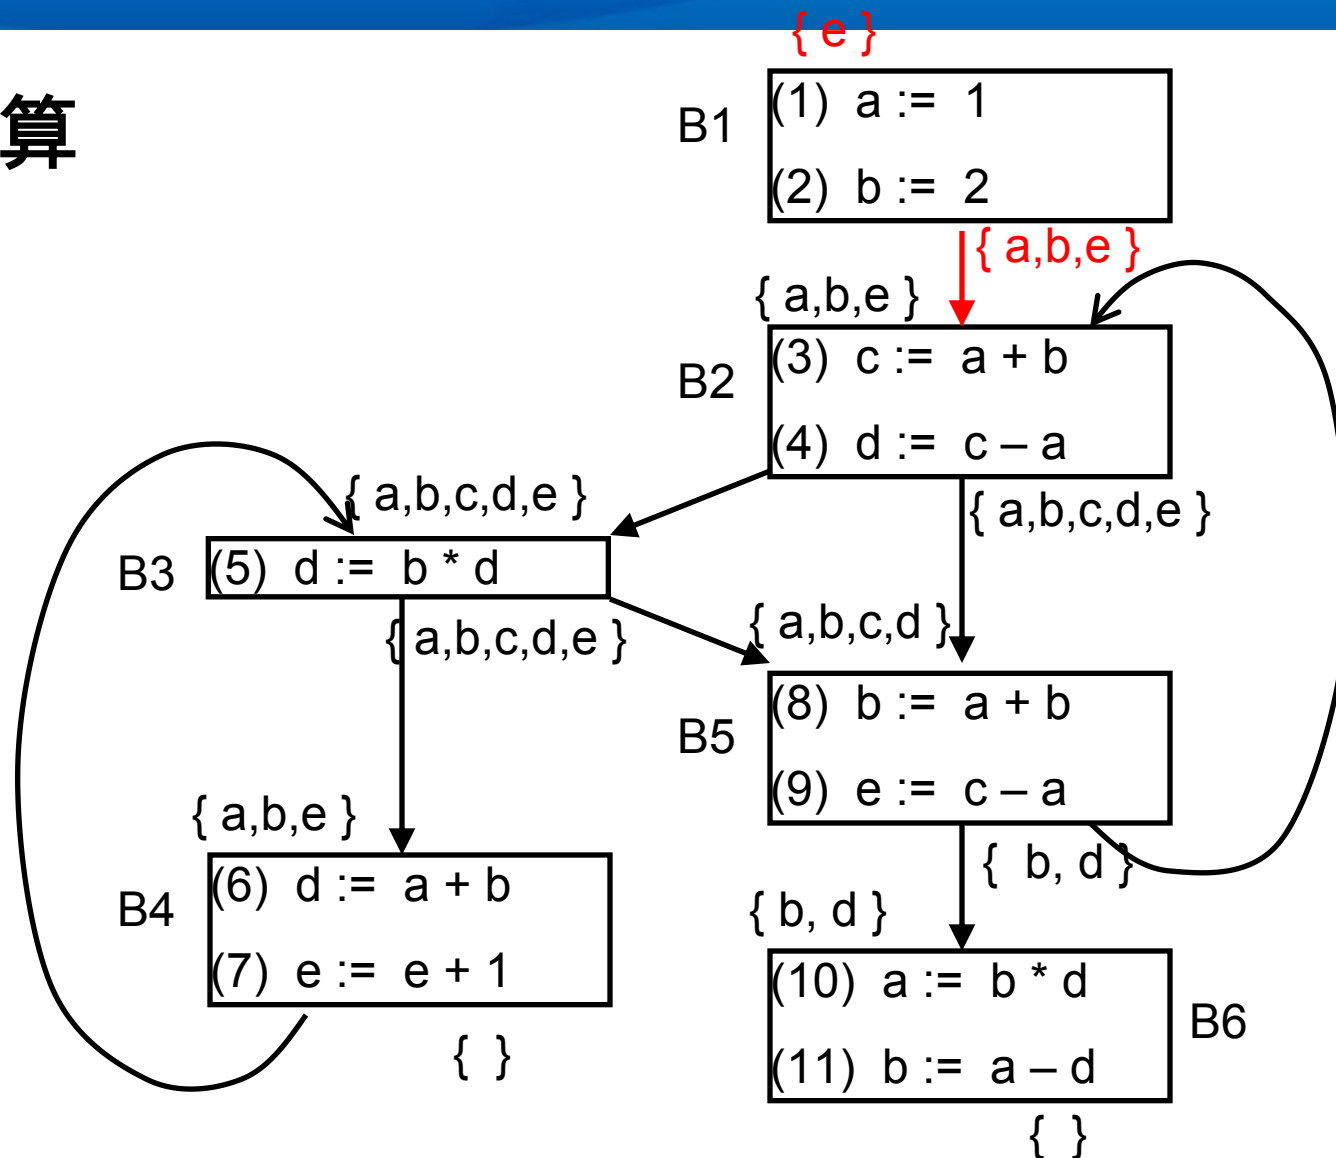 { e }
算
B1
(1) a := 1
(2) b := 2
{ a,b,e }
{ a,b,e }
B2
(3) c := a + b
(4) d := c – a
{ a,b,c,d,e }
{ a,b,c,d,e }
B3
(5) d := b * d
{ a,b,c,d,e }
{ a,b,c,d }
B5
(8) b := a + b
(9) e := c – a
{ a,b,e }
B4
(6) d := a + b
(7) e := e + 1
{ }
{ b, d }
{ b, d }
(10) a := b * d
(11) b := a – d
B6
{ }